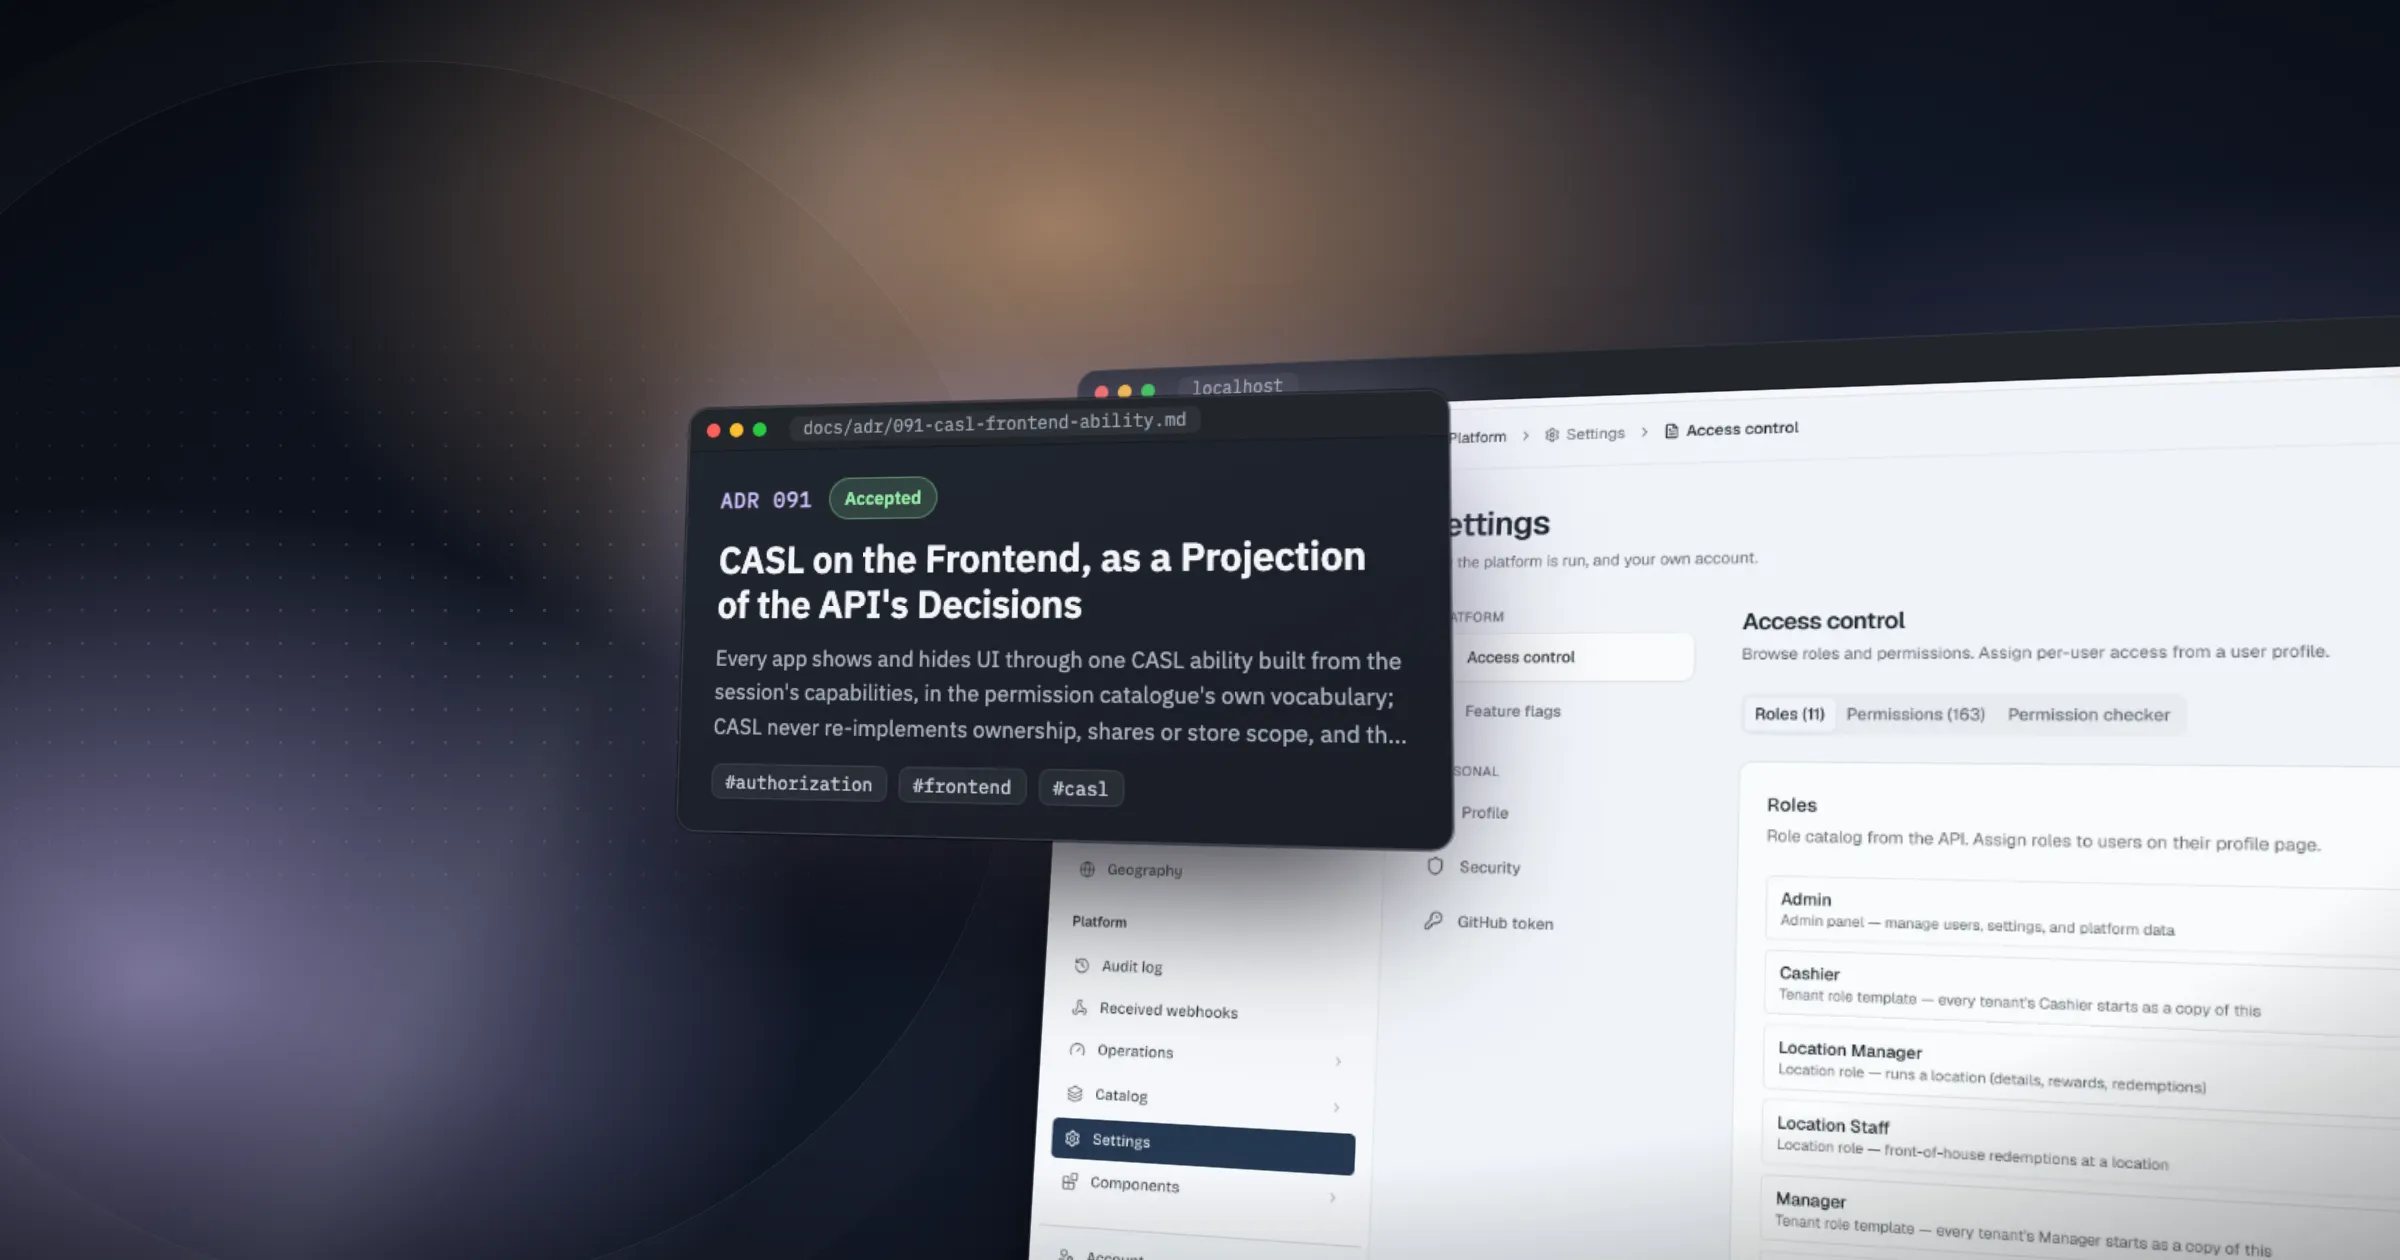 localhost
docs/adr/091-casl-frontend-ability.md
ADR 091
Accepted
CASL on the Frontend, as a Projection
of the API's Decisions
Every app shows and hides UI through one CASL ability built from the
session's capabilities, in the permission catalogue's own vocabulary;
CASL never re-implements ownership, shares or store scope, and th...
#authorization
#frontend
#casl
Platform
Settings
Access control
ettings
the platform is run, and your own account.
ATFORM
Access control
Feature flags
SONAL
Profile
Security
GitHub token
Geography
Platform
Audit log
Received webhooks
Operations
Catalog
Settings
Components
Account
Access control
Browse roles and permissions. Assign per-user access from a user profile.
Roles (11)
Permissions (163)
Permission checker
Roles
Role catalog from the API. Assign roles to users on their profile page.
Admin
Admin panel — manage users, settings, and platform data
Cashier
Tenant role template — every tenant's Cashier starts as a copy of this
Location Manager
Location role — runs a location (details, rewards, redemptions)
Location Staff
Location role — front-of-house redemptions at a location
Manager
Tenant role template — every tenant's Manager starts as a copy of this